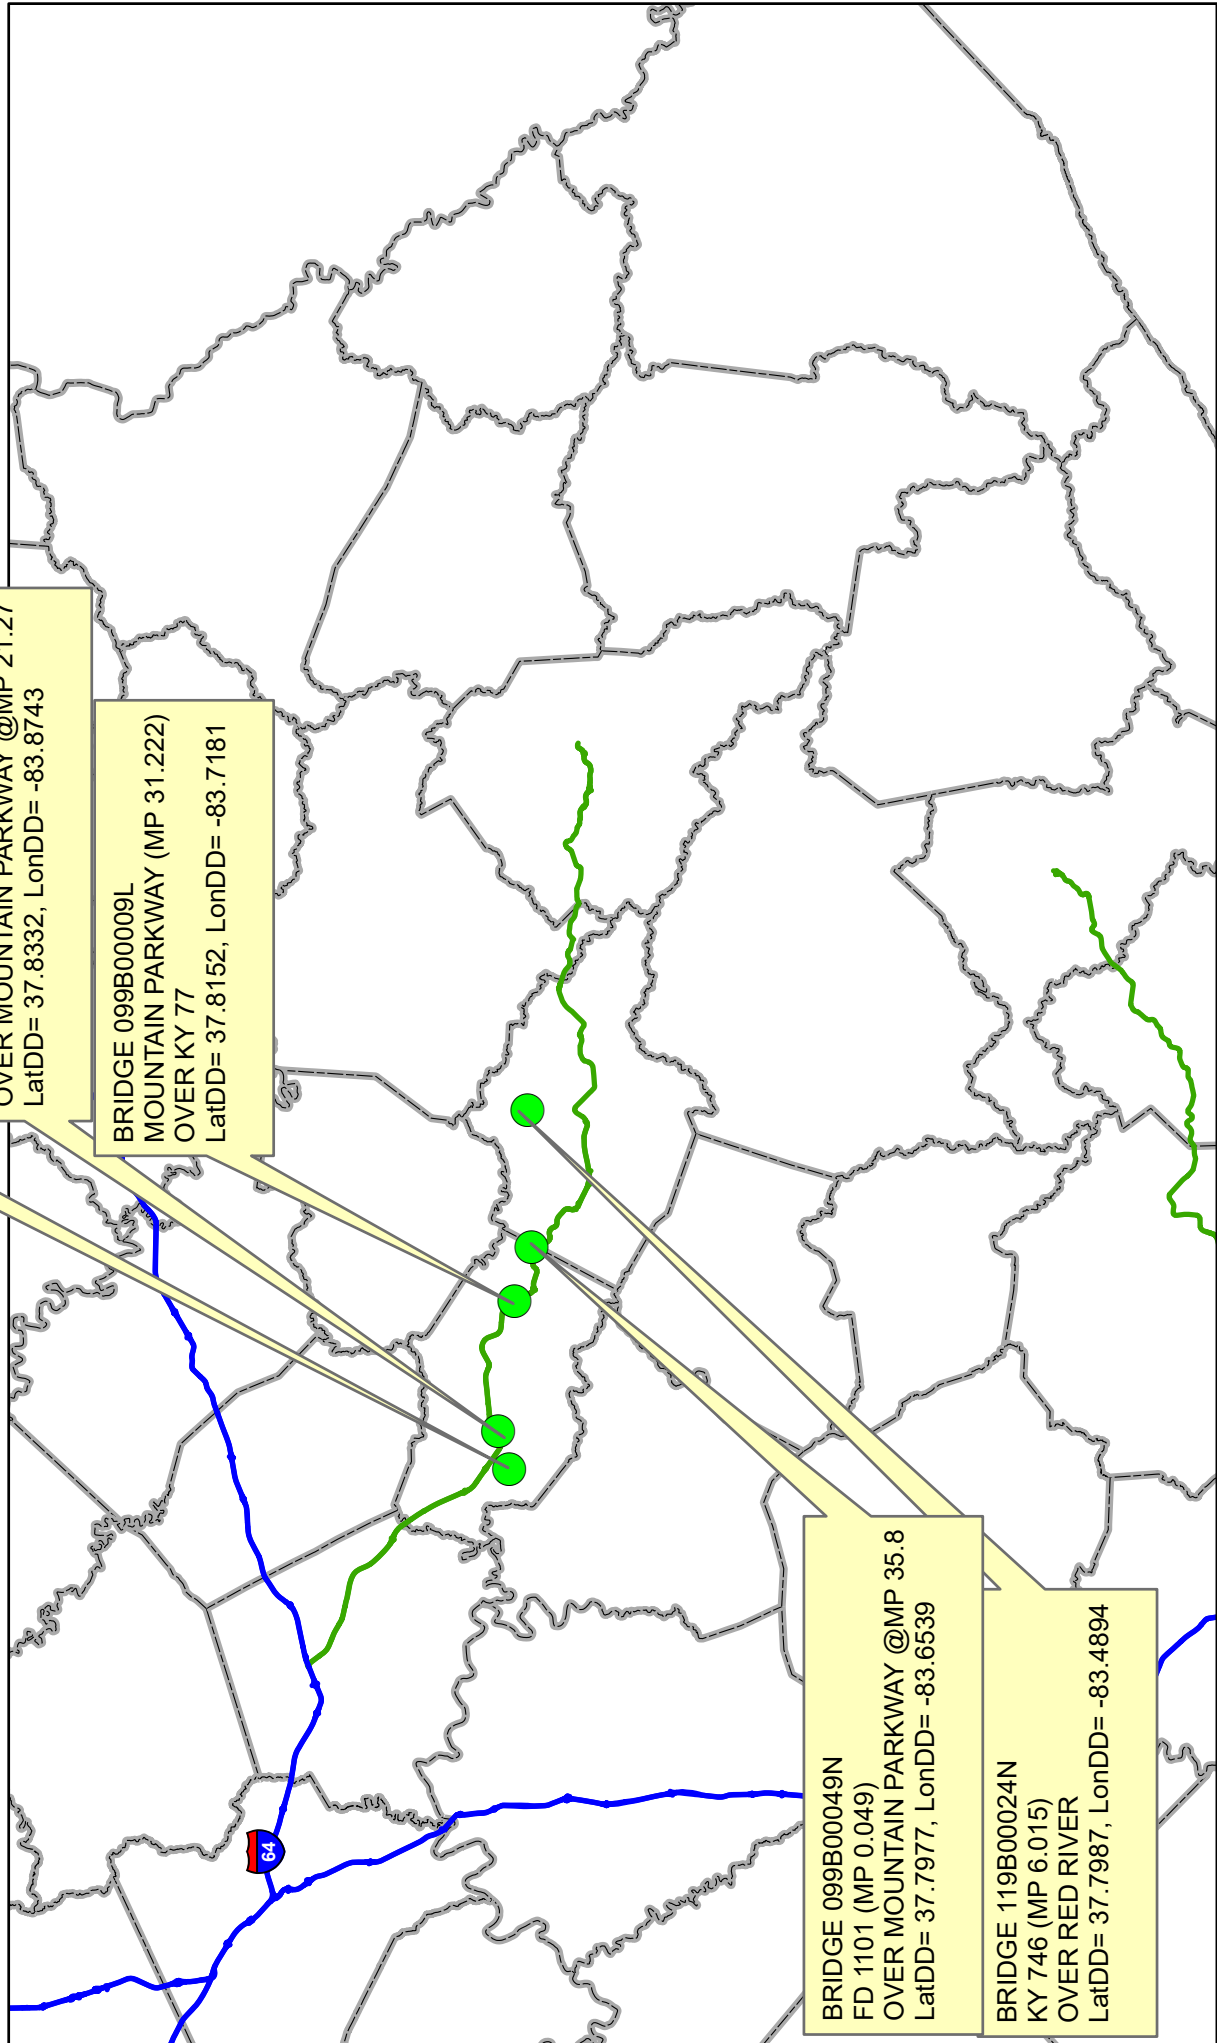 OVER MOUNTAIN PARKWAY @MP 21.27
LatDD= 37.8332, LonDD= -83.8743
BRIDGE 099B00009L
MOUNTAIN PARKWAY (MP 31.222)
OVER KY 77
LatDD= 37.8152, LonDD= -83.7181
64
BRIDGE 099B00049N
FD 1101 (MP 0.049)
OVER MOUNTAIN PARKWAY @MP 35.8
LatDD= 37.7977, LonDD= -83.6539
BRIDGE 119B00024N
KY 746 (MP 6.015)
OVER RED RIVER
LatDD= 37.7987, LonDD= -83.4894